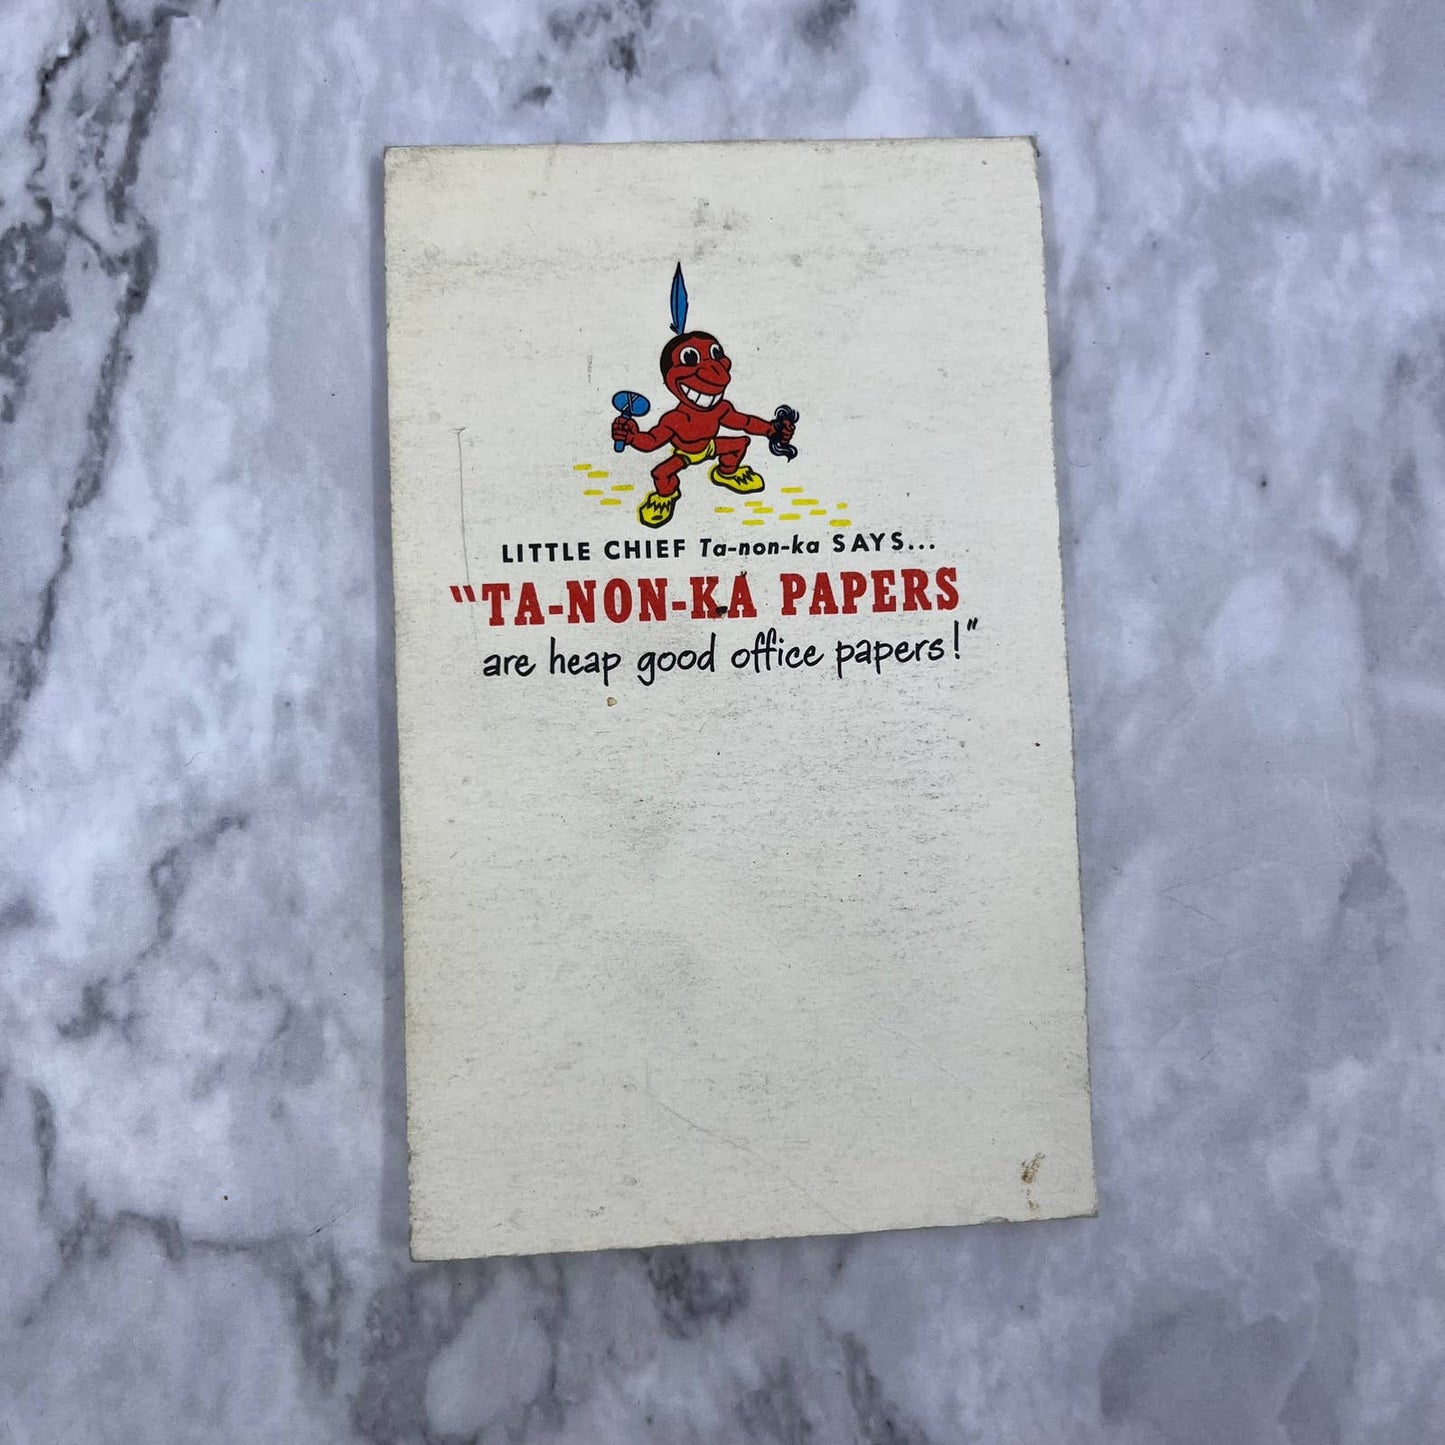 LITTLE CHIEF Ta-non-ka SAYS...
"TA-NON-KA PAPERS
are heap good office papers!"